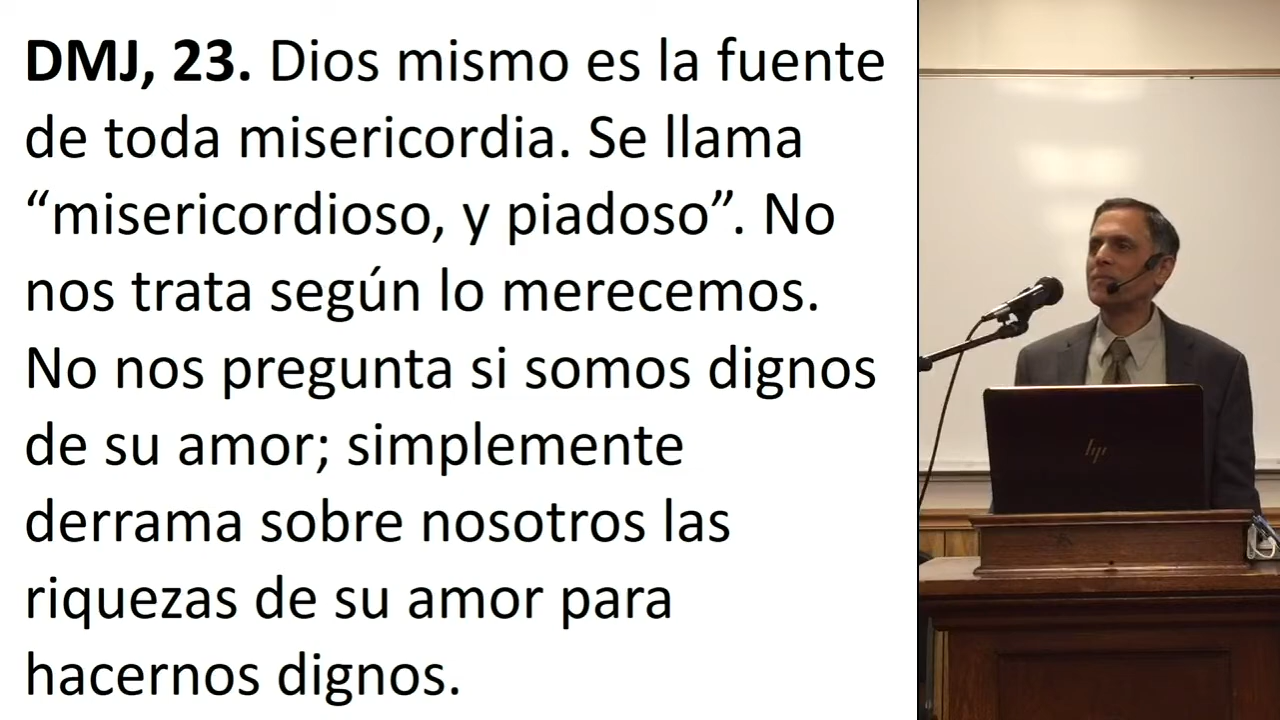 DMJ, 23. Dios mismo es la fuente
de toda misericordia. Se llama
“misericordioso, y piadoso”. No
nos trata según lo merecemos.
No nos pregunta si somos dignos
de su amor; simplemente
derrama sobre nosotros las
riquezas de su amor para
hacernos dignos.
hp